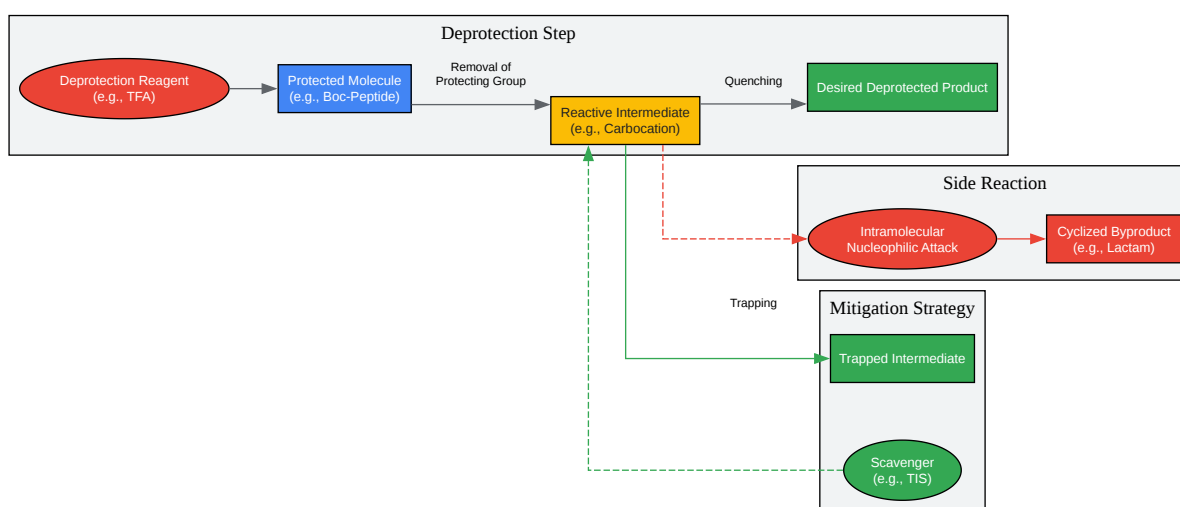 Deprotection Step
Deprotection Reagent
(e.g., TFA)
Protected Molecule
(e.g., Boc-Peptide)
Removal of
Protecting Group
Reactive Intermediate
(e.g., Carbocation)
Quenching
Desired Deprotected Product
Side Reaction
Intramolecular
Nucleophilic Attack
Cyclized Byproduct
(e.g., Lactam)
Mitigation Strategy
Trapping
Trapped Intermediate
Scavenger
(e.g., TIS)